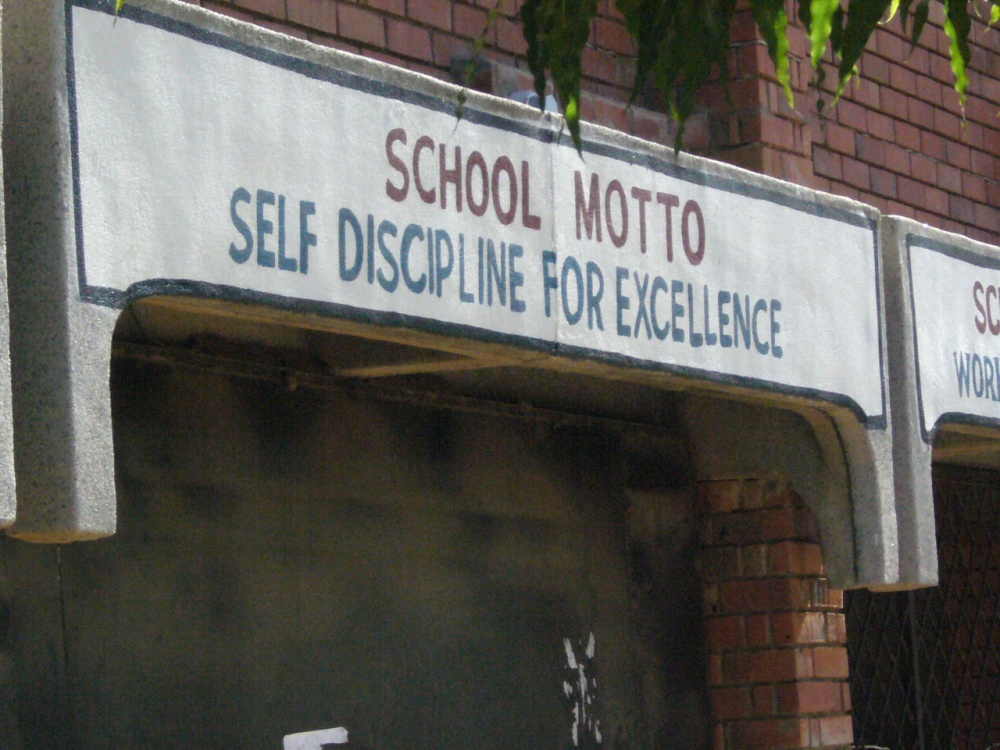 SCHOOL MOTTO
SELF DISCIPLINE FOR EXCELLENCE